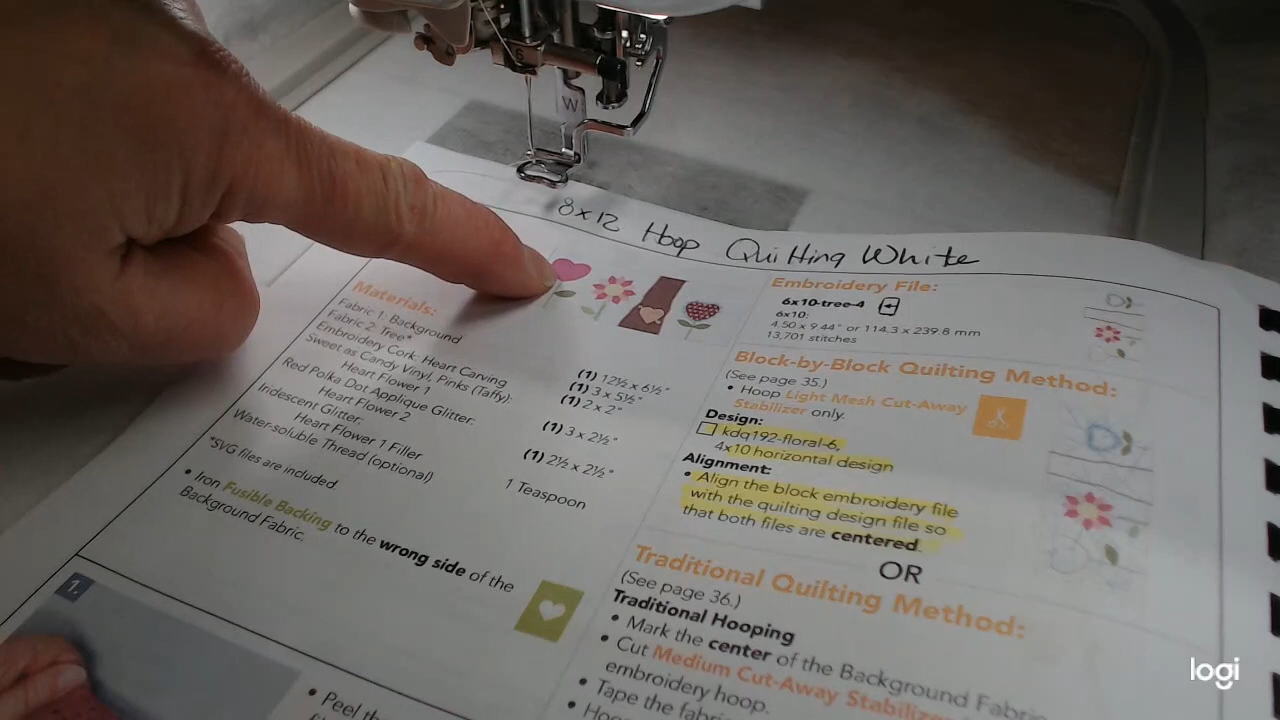 8x12 Hoop Quilting White
Materials:
Fabric 1: Background
Fabric 2: Tree*
Embroidery Cork: Heart Carving
Sweet as Candy Vinyl, Pinks (Taffy):
Heart Flower 1
Red Polka Dot Applique Glitter:
Heart Flower 2
Iridescent Glitter:
Heart Flower 1 Filler
Water-soluble Thread (optional)
*SVG files are included
(1) 12½ x 6½"
(1) 3 x 5½"
(1) 2 x 2"
(1) 3 x 2½"
(1) 2½ x 2½"
1 Teaspoon
• Iron Fusible Backing to the wrong side of the
Background Fabric.
1.
• Peel
Embroidery File:
6x10-tree-4
6x10:
4.50 x 9.44" or 114.3 x 239.8 mm
13,701 stitches
Block-by-Block Quilting Method:
(See page 35.)
• Hoop Light Mesh Cut-Away
Stabilizer only.
Design:
kdq192-floral-6,
4x10 horizontal design
Alignment:
• Align the block embroidery file
with the quilting design file so
that both files are centered.
OR
Traditional Quilting Method:
(See page 36.)
Traditional Hooping
• Mark the center of the Background Fabric
• Cut Medium Cut-Away Stabilizer
embroidery hoop.
• Tape the fabric
W
logi